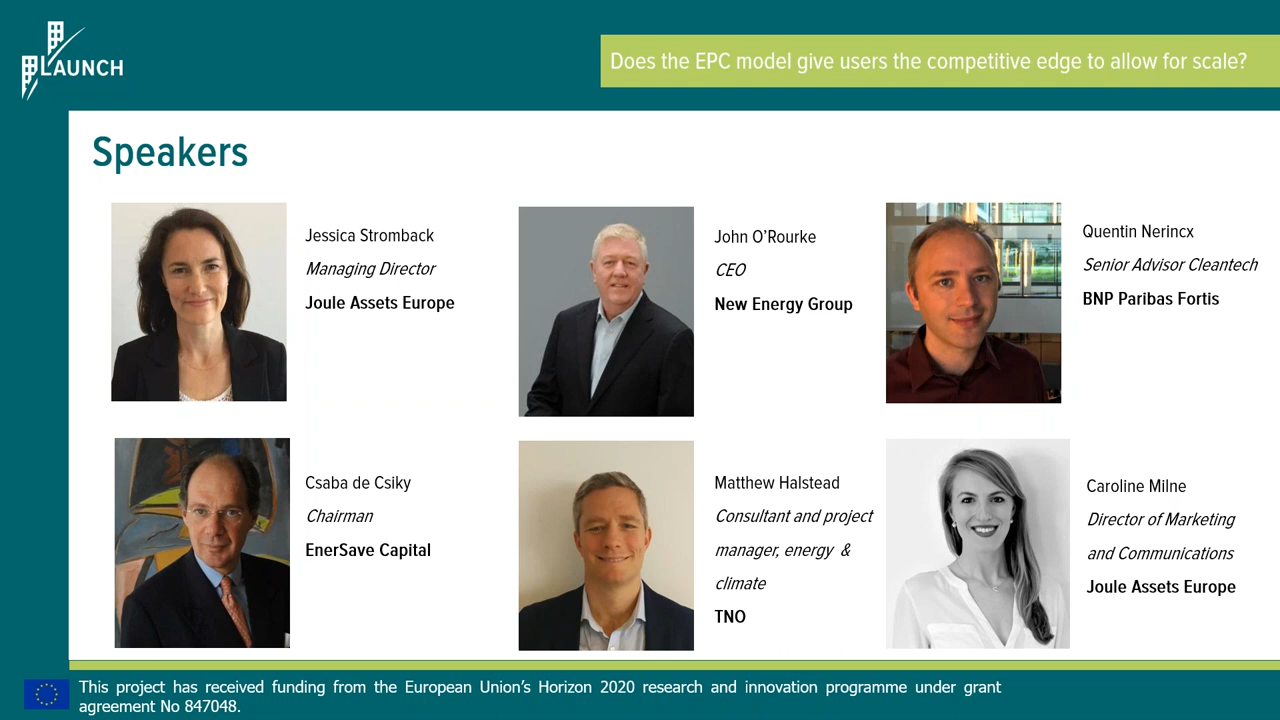 LAUNCH
Does the EPC model give users the competitive edge to allow for scale?
Speakers
Jessica Stromback
Managing Director
Joule Assets Europe
John O’Rourke
CEO
New Energy Group
Quentin Nerincx
Senior Advisor Cleantech
BNP Paribas Fortis
Csaba de Csiky
Chairman
EnerSave Capital
Matthew Halstead
Consultant and project
manager, energy &
climate
TNO
Caroline Milne
Director of Marketing
and Communications
Joule Assets Europe
This project has received funding from the European Union’s Horizon 2020 research and innovation programme under grant
agreement No 847048.